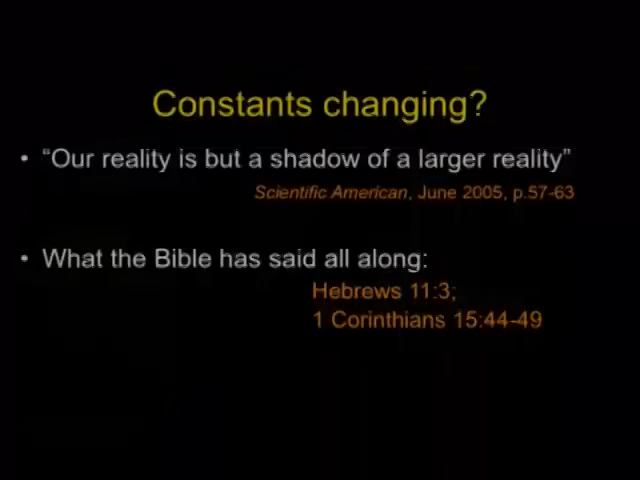 Constants changing?
• “Our reality is but a shadow of a larger reality”
Scientific American, June 2005, p.57-63
• What the Bible has said all along:
Hebrews 11:3;
1 Corinthians 15:44-49